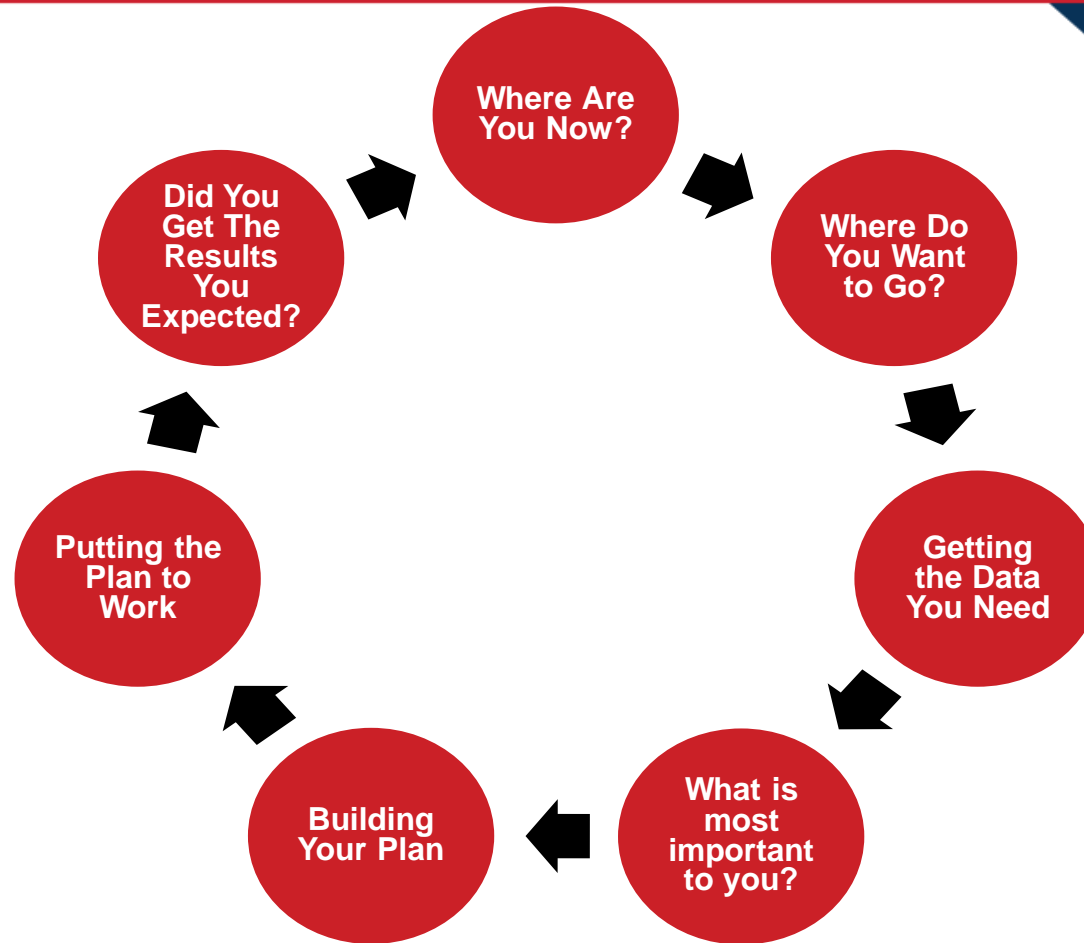 Where Are
You Now?
Where Do
You Want
to Go?
Getting
the Data
You Need
What is
most
important
to you?
Building
Your Plan
Putting the
Plan to
Work
Did You
Get The
Results
You
Expected?